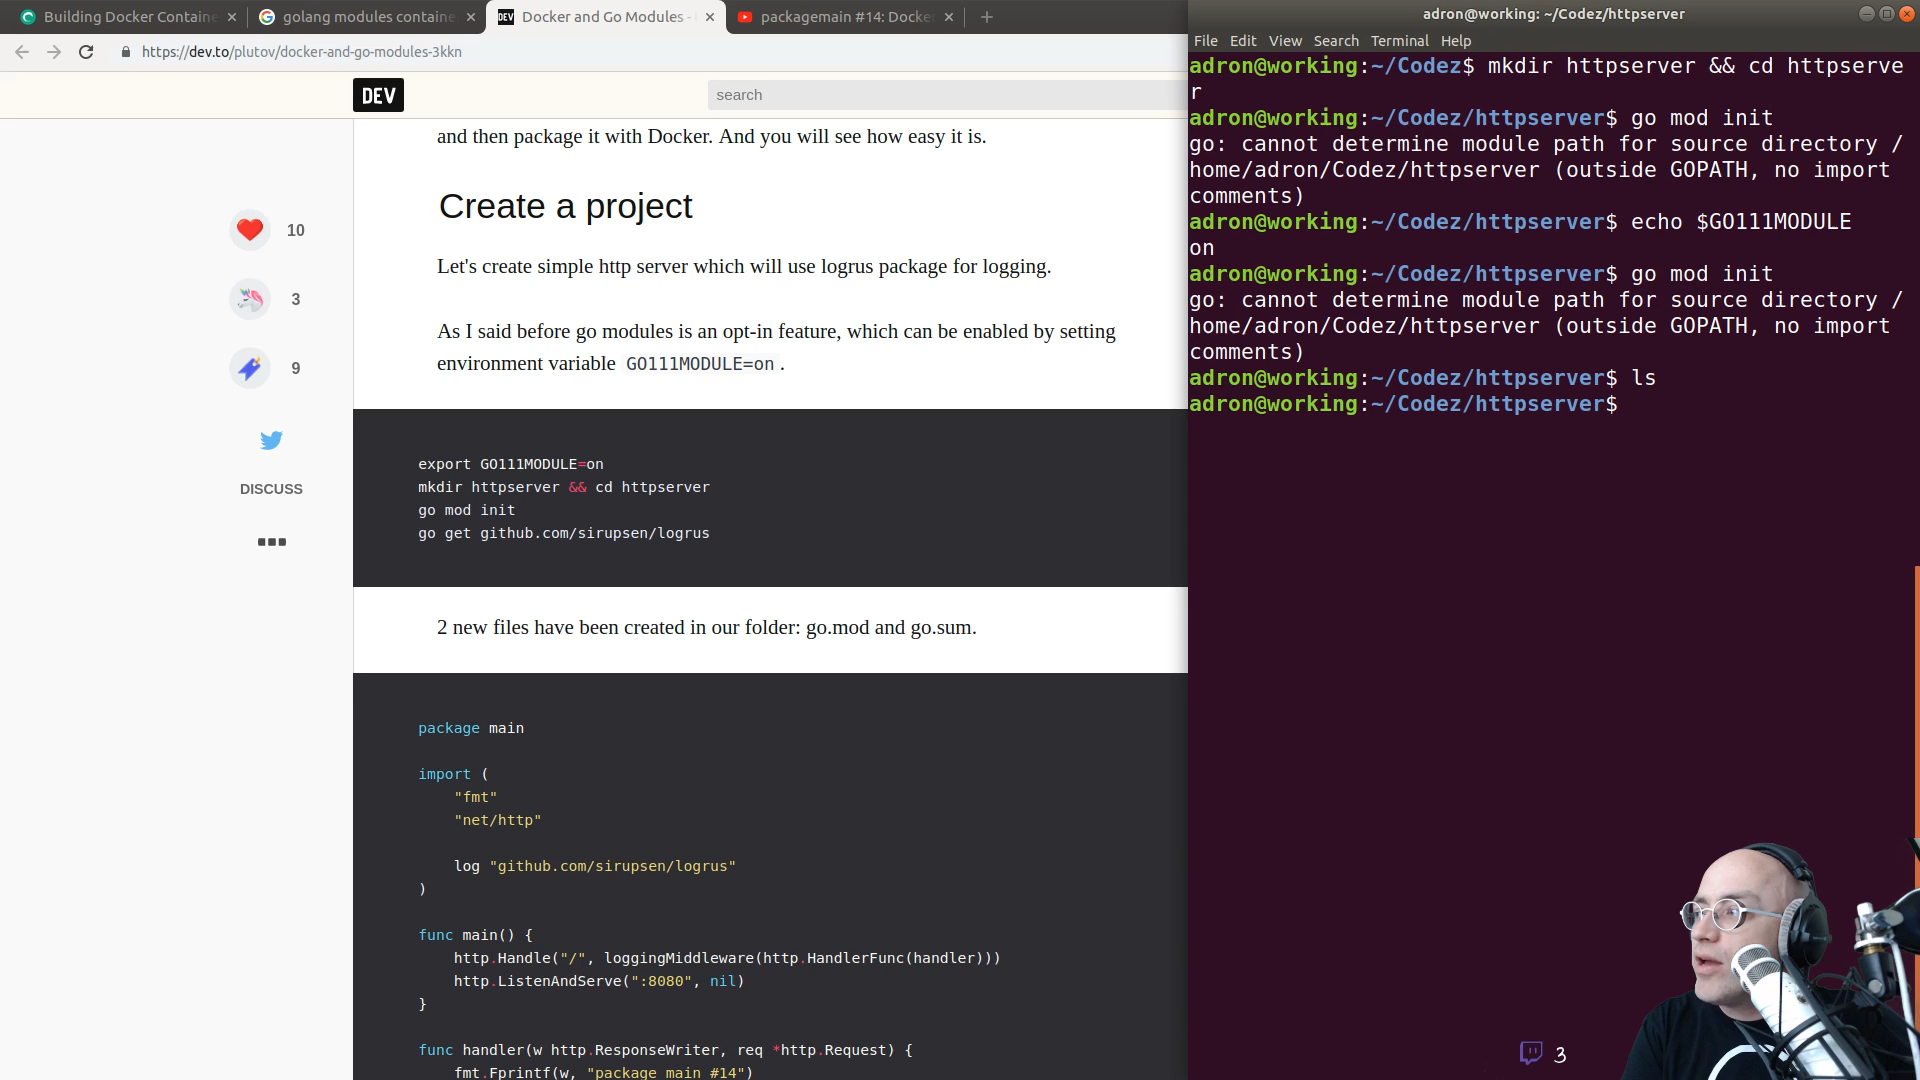 Building Docker Containe
golang modules containe
DEV
Docker and Go Modules -
packagemain #14: Docke
https://dev.to/plutov/docker-and-go-modules-3kkn
DEV
search
and then package it with Docker. And you will see how easy it is.
Create a project
Let's create simple http server which will use logrus package for logging.
As I said before go modules is an opt-in feature, which can be enabled by setting
environment variable GO111MODULE=on.
10
3
9
DISCUSS
export GO111MODULE=on
mkdir httpserver && cd httpserver
go mod init
go get github.com/sirupsen/logrus
2 new files have been created in our folder: go.mod and go.sum.
package main
import (
"fmt"
"net/http"
log "github.com/sirupsen/logrus"
)
func main() {
http.Handle("/", loggingMiddleware(http.HandlerFunc(handler)))
http.ListenAndServe(":8080", nil)
}
func handler(w http.ResponseWriter, req *http.Request) {
fmt.Fprintf(w, "package main #14")
adron@working: ~/Codez/httpserver
File Edit View Search Terminal Help
adron@working:~/Codez$ mkdir httpserver && cd httpserve
r
adron@working:~/Codez/httpserver$ go mod init
go: cannot determine module path for source directory /
home/adron/Codez/httpserver (outside GOPATH, no import
comments)
adron@working:~/Codez/httpserver$ echo $GO111MODULE
on
adron@working:~/Codez/httpserver$ go mod init
go: cannot determine module path for source directory /
home/adron/Codez/httpserver (outside GOPATH, no import
comments)
adron@working:~/Codez/httpserver$ ls
adron@working:~/Codez/httpserver$
3